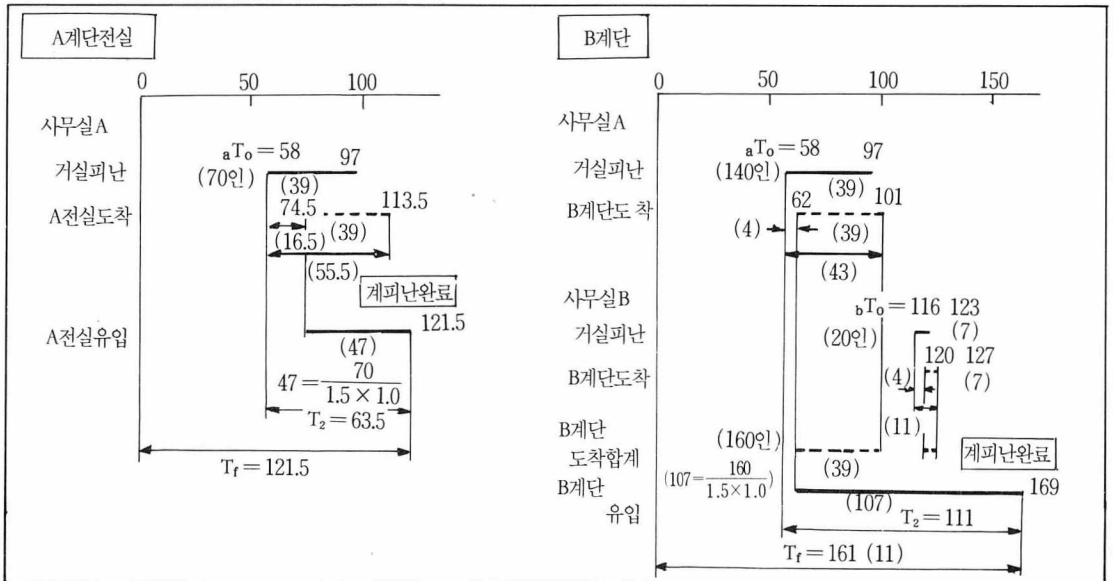 A계단전실
0 50 100
사무실A
aT₀ = 58 97
거실피난 (70인) (39)
74.5 113.5
A전실도착 (16.5) (39)
(55.5)
계피난완료
121.5
A전실유입 (47)
47 = 70 / 1.5 × 1.0
T₂ = 63.5
T_f = 121.5
B계단
0 50 100 150
사무실A
aT₀ = 58 97
거실피난 (140인) (39)
62 101
B계단도착 (4) (39)
(43)
사무실B
bT₀ = 116 123
거실피난 (20인) (7)
120 127
B계단도착 (4) (7)
(11)
B계단
도착합계 (160인) (39) 계피난완료
B계단 (107 = 160 / 1.5×1.0) 169
유입 (107)
T₂ = 111
T_f = 161 (11)